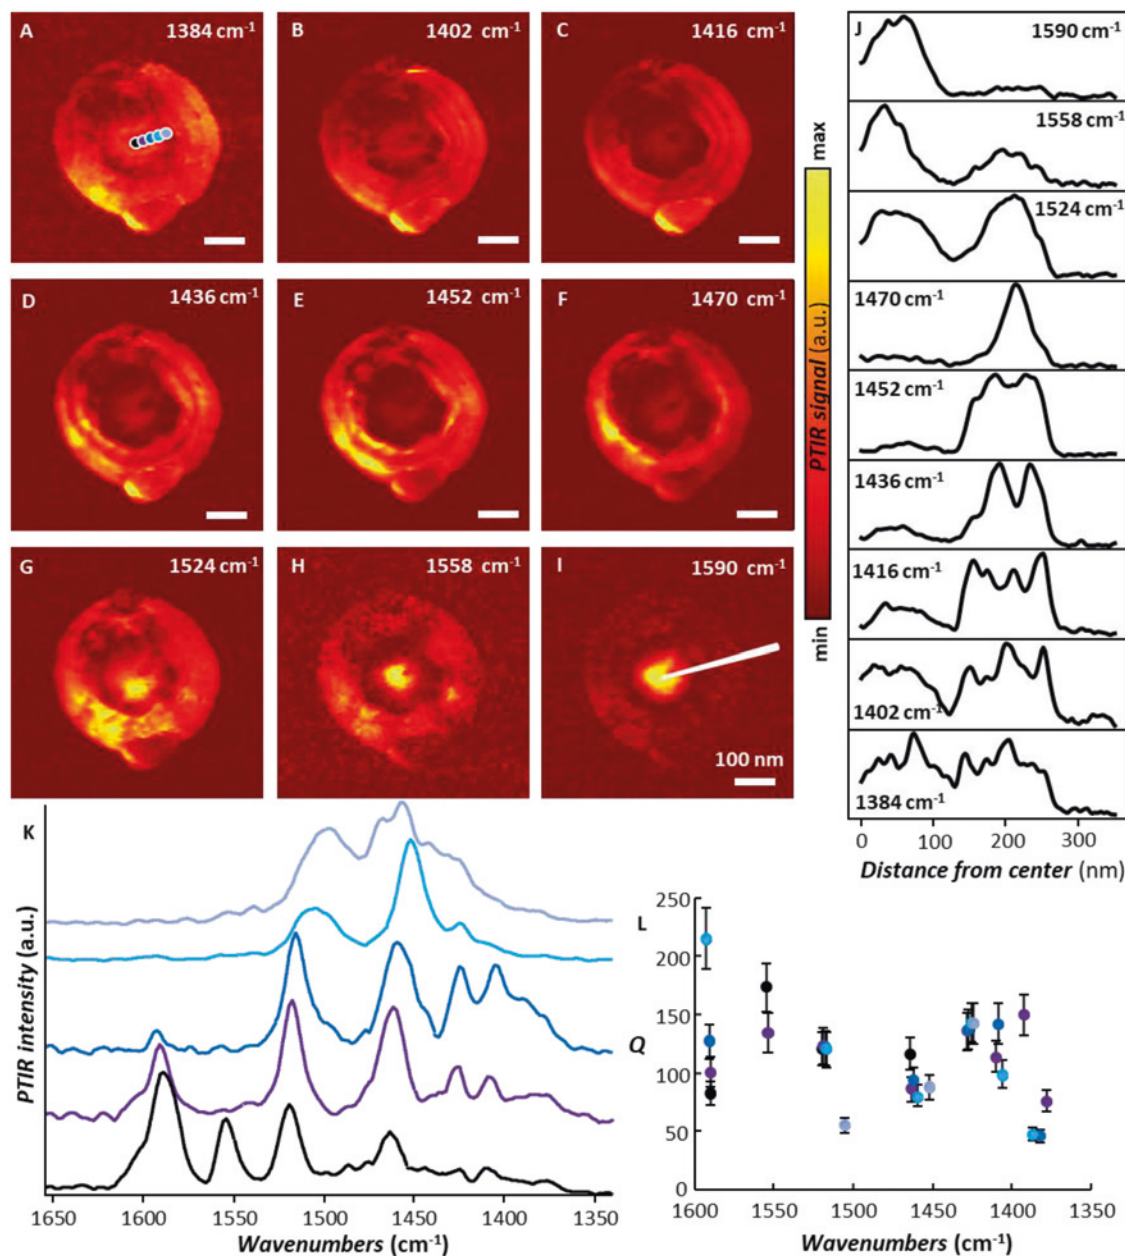 A 1384 cm-1
B 1402 cm-1
C 1416 cm-1
D 1436 cm-1
E 1452 cm-1
F 1470 cm-1
G 1524 cm-1
H 1558 cm-1
I 1590 cm-1
100 nm
max
PTIR signal (a.u.)
min
J 1590 cm-1
1558 cm-1
1524 cm-1
1470 cm-1
1452 cm-1
1436 cm-1
1416 cm-1
1402 cm-1
1384 cm-1
0 100 200 300
Distance from center (nm)
K
PTIR intensity (a.u.)
1650 1600 1550 1500 1450 1400 1350
Wavenumbers (cm-1)
L
Q
250
200
150
100
50
0
1600 1550 1500 1450 1400 1350
Wavenumbers (cm-1)